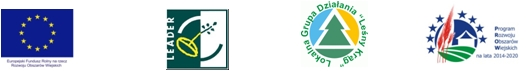 Europejski Fundusz Rolny na rzecz
Rozwoju Obszarów Wiejskich
LEADER
Lokalna Grupa Działania
"Leśny Krąg"
Program
Rozwoju
Obszarów
Wiejskich
na lata 2014-2020